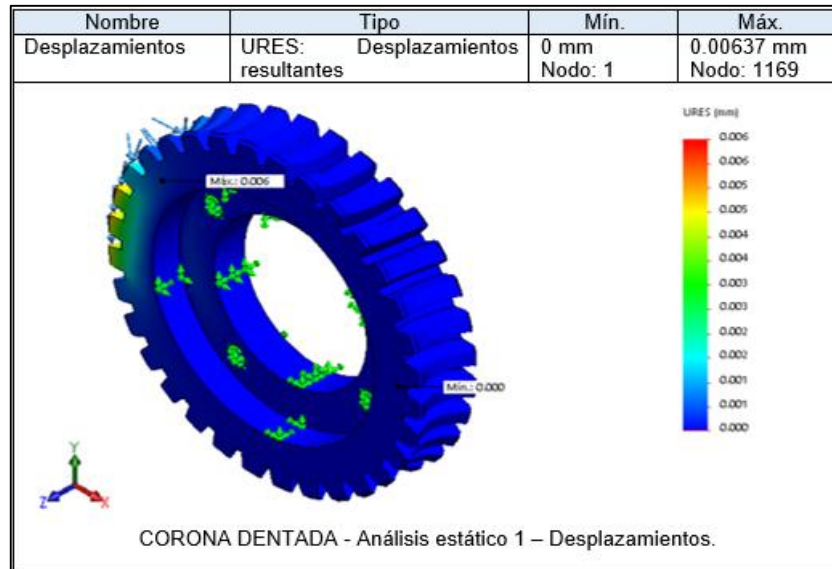 Nombre Tipo Mín. Máx.
Desplazamientos URES: Desplazamientos 0 mm 0.00637 mm
resultantes Nodo: 1 Nodo: 1169
URES (mm)
0.006
0.006
0.005
0.005
0.004
0.004
0.003
0.003
0.002
0.002
0.001
0.001
0.000
Máx.: 0.006
Mín.: 0.000
Y
Z
X
CORONA DENTADA - Análisis estático 1 – Desplazamientos.